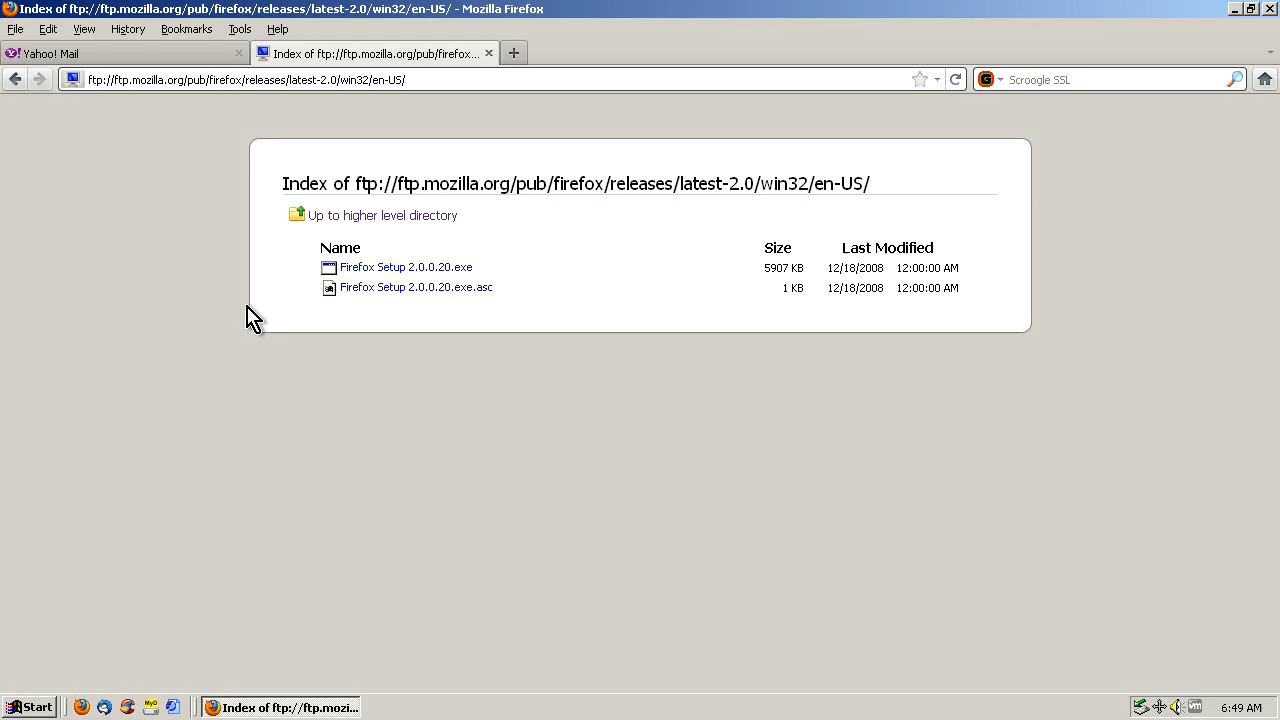 Index of ftp://ftp.mozilla.org/pub/firefox/releases/latest-2.0/win32/en-US/ - Mozilla Firefox
File Edit View History Bookmarks Tools Help
Yahoo! Mail Index of ftp://ftp.mozilla.org/pub/firefox...
ftp://ftp.mozilla.org/pub/firefox/releases/latest-2.0/win32/en-US/ Scroogle SSL
Index of ftp://ftp.mozilla.org/pub/firefox/releases/latest-2.0/win32/en-US/
Up to higher level directory
Name Size Last Modified
Firefox Setup 2.0.0.20.exe 5907 KB 12/18/2008 12:00:00 AM
Firefox Setup 2.0.0.20.exe.asc 1 KB 12/18/2008 12:00:00 AM
Start MyD Index of ftp://ftp.mozi... vm 6:49 AM